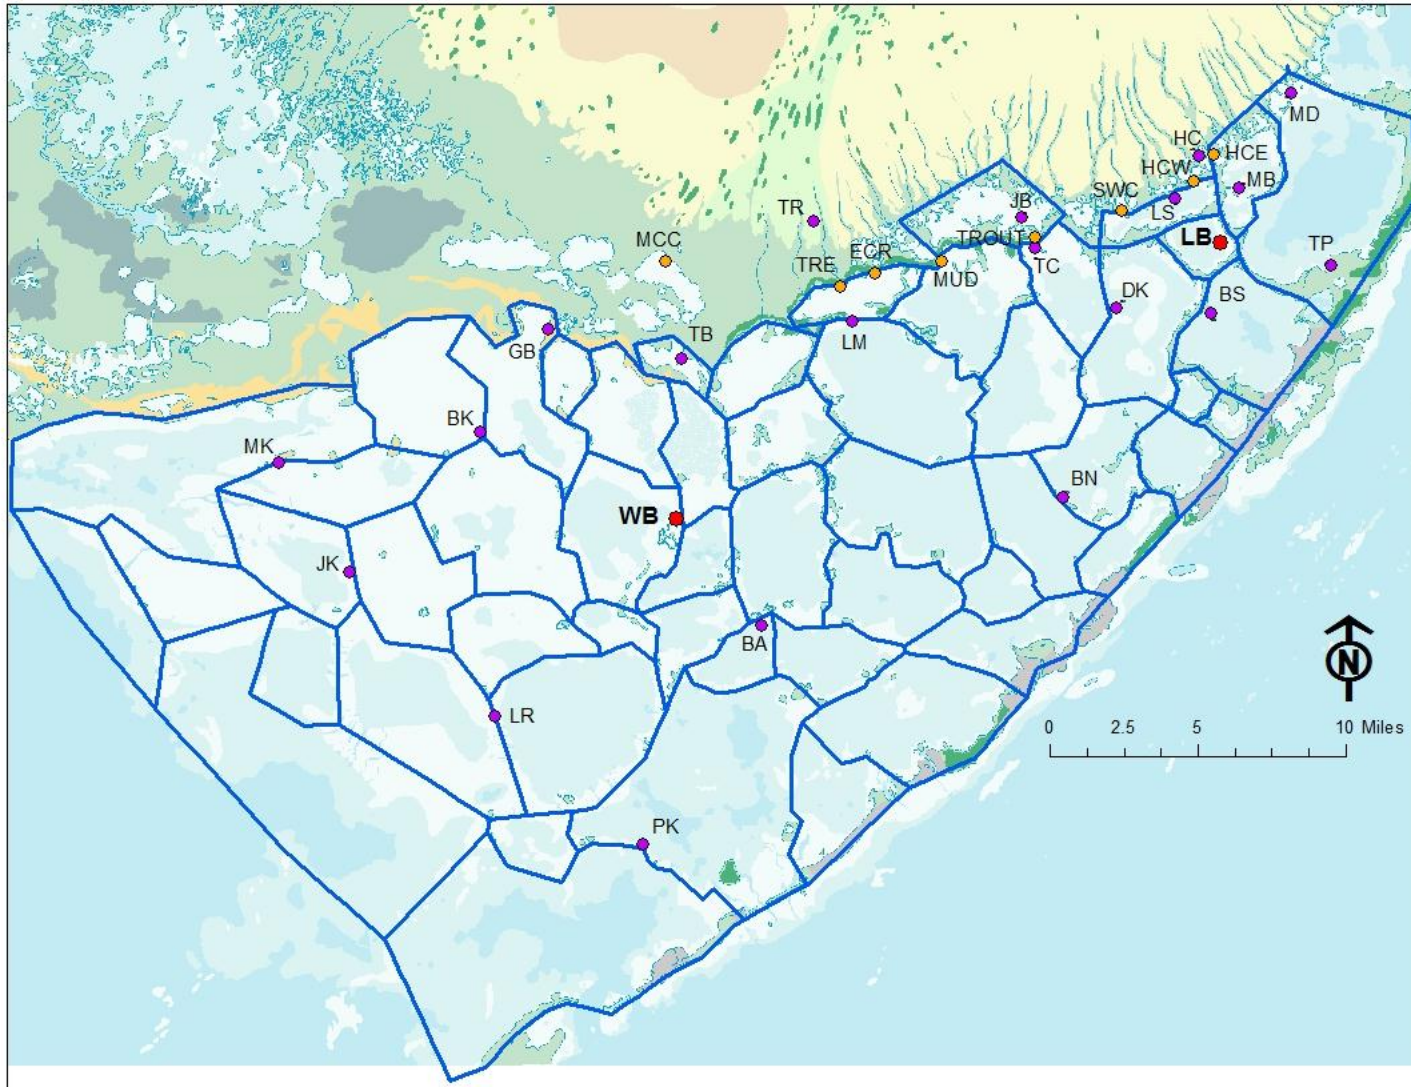 MD
HC
HCE
HCW
MB
SWC
LS
JB
TR
TROUT
LB
TP
MCC
ECR
TC
TRE
MUD
DK
BS
TB
LM
GB
BK
MK
BN
WB
JK
BA
N
LR
0 2.5 5 10 Miles
PK